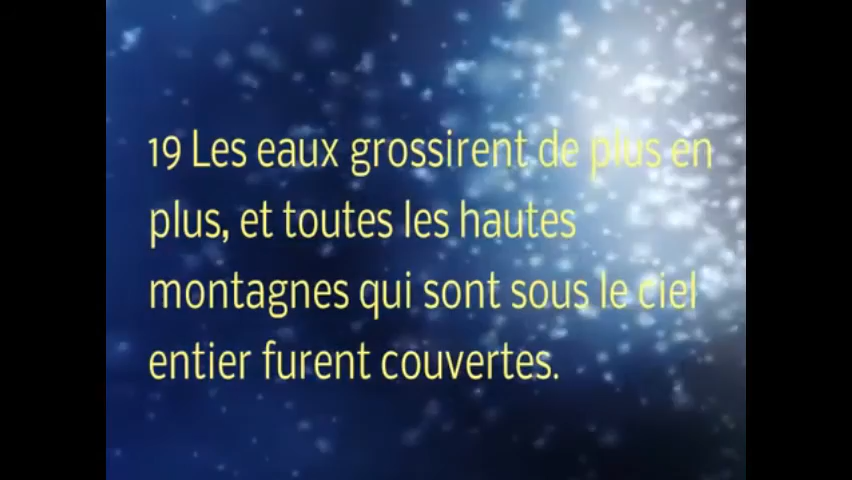 19 Les eaux grossirent de plus en
plus, et toutes les hautes
montagnes qui sont sous le ciel
entier furent couvertes.